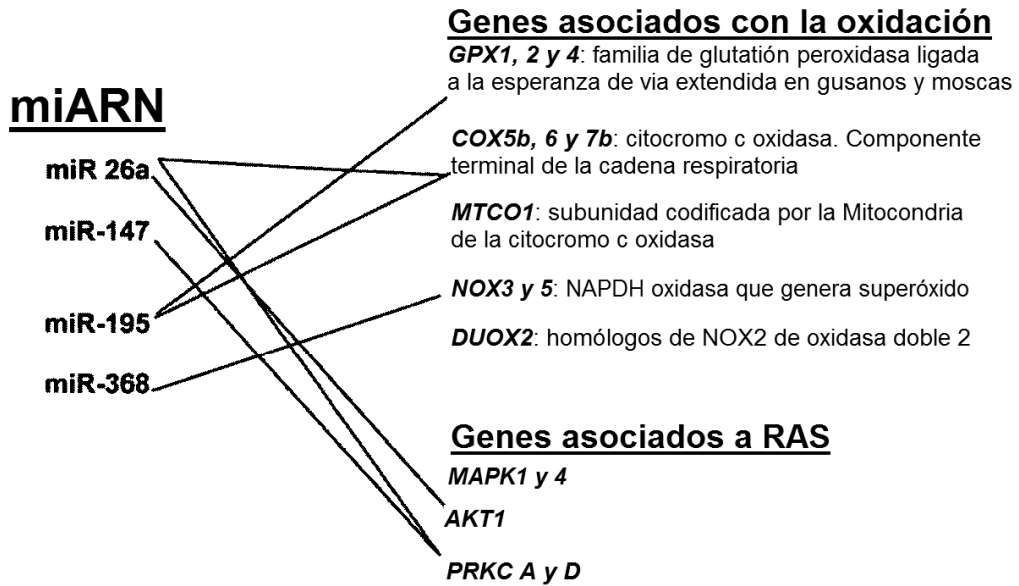 Genes asociados con la oxidación
GPX1, 2 y 4: familia de glutatión peroxidasa ligada
a la esperanza de via extendida en gusanos y moscas
miARN
COX5b, 6 y 7b: citocromo c oxidasa. Componente
terminal de la cadena respiratoria
miR 26a
miR-147
miR-195
miR-368
MTCO1: subunidad codificada por la Mitocondria
de la citocromo c oxidasa
NOX3 y 5: NAPDH oxidasa que genera superóxido
DUOX2: homólogos de NOX2 de oxidasa doble 2
Genes asociados a RAS
MAPK1 y 4
AKT1
PRKC A y D